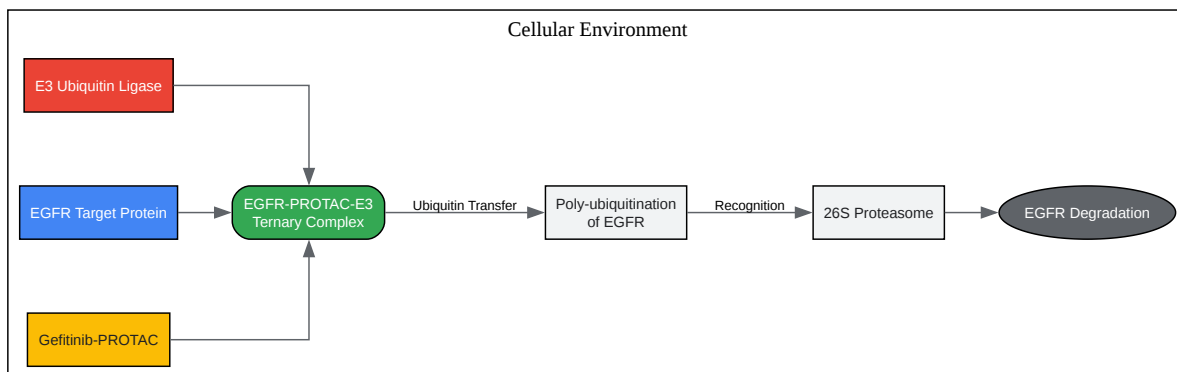 Cellular Environment
E3 Ubiquitin Ligase
EGFR Target Protein
EGFR-PROTAC-E3
Ternary Complex
Ubiquitin Transfer
Poly-ubiquitination
of EGFR
Recognition
26S Proteasome
EGFR Degradation
Gefitinib-PROTAC